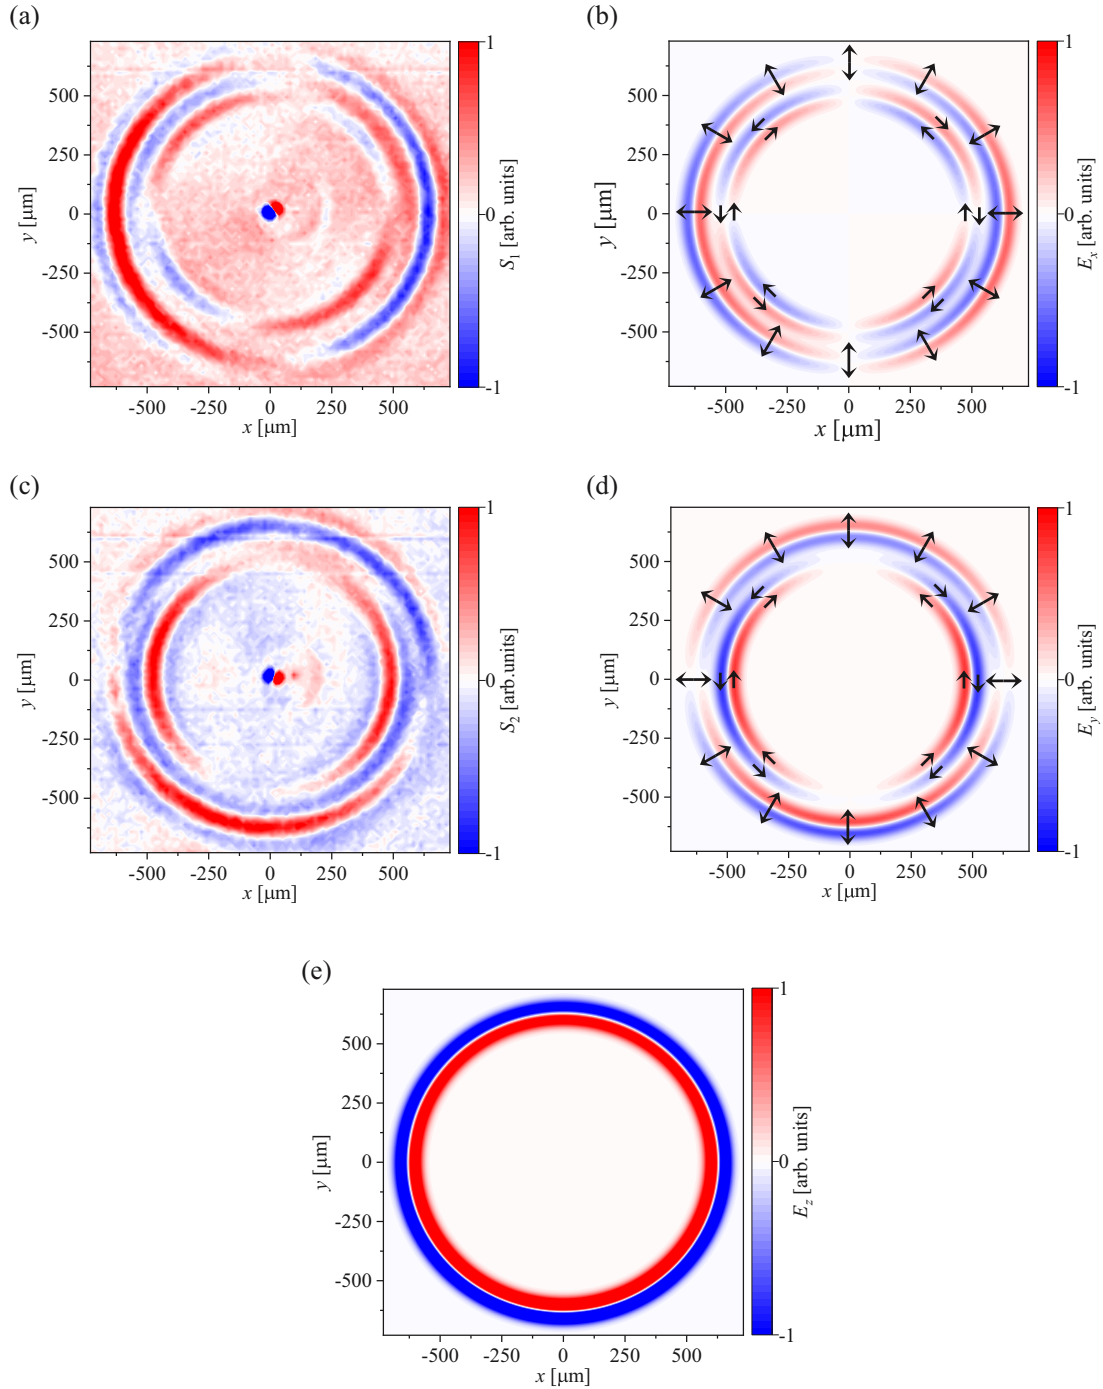 (a)
(b)
500
250
0
-250
-500
y [μm]
-500 -250 0 250 500
x [μm]
1
0
-1
S1 [arb. units]
500
250
0
-250
-500
y [μm]
-500 -250 0 250 500
x [μm]
1
0
-1
Ex [arb. units]
(c)
(d)
500
250
0
-250
-500
y [μm]
-500 -250 0 250 500
x [μm]
1
0
-1
S2 [arb.units]
500
250
0
-250
-500
y [μm]
-500 -250 0 250 500
x [μm]
1
0
-1
Ey [arb. units]
(e)
500
250
0
-250
-500
y [μm]
-500 -250 0 250 500
x [μm]
1
0
-1
Ez [arb. units]